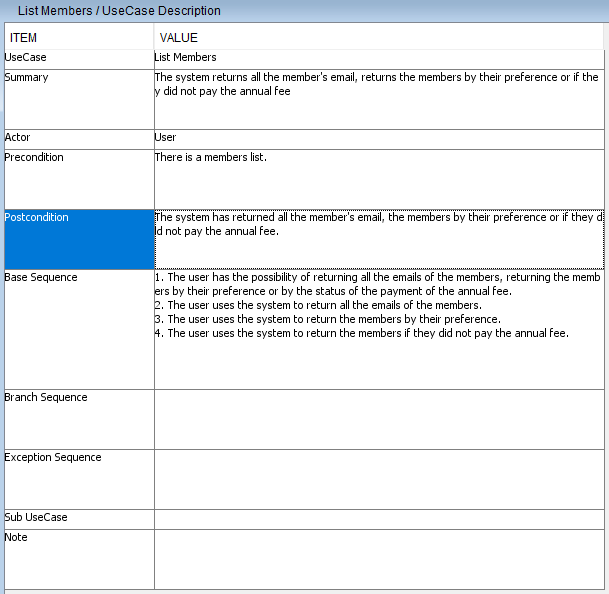 List Members / UseCase Description
ITEM VALUE
UseCase List Members
Summary The system returns all the member's email, returns the members by their preference or if the
y did not pay the annual fee
Actor User
Precondition There is a members list.
Postcondition The system has returned all the member's email, the members by their preference or if they d
id not pay the annual fee.
Base Sequence 1. The user has the possibility of returning all the emails of the members, returning the memb
ers by their preference or by the status of the payment of the annual fee.
2. The user uses the system to return all the emails of the members.
3. The user uses the system to return the members by their preference.
4. The user uses the system to return the members if they did not pay the annual fee.
Branch Sequence
Exception Sequence
Sub UseCase
Note